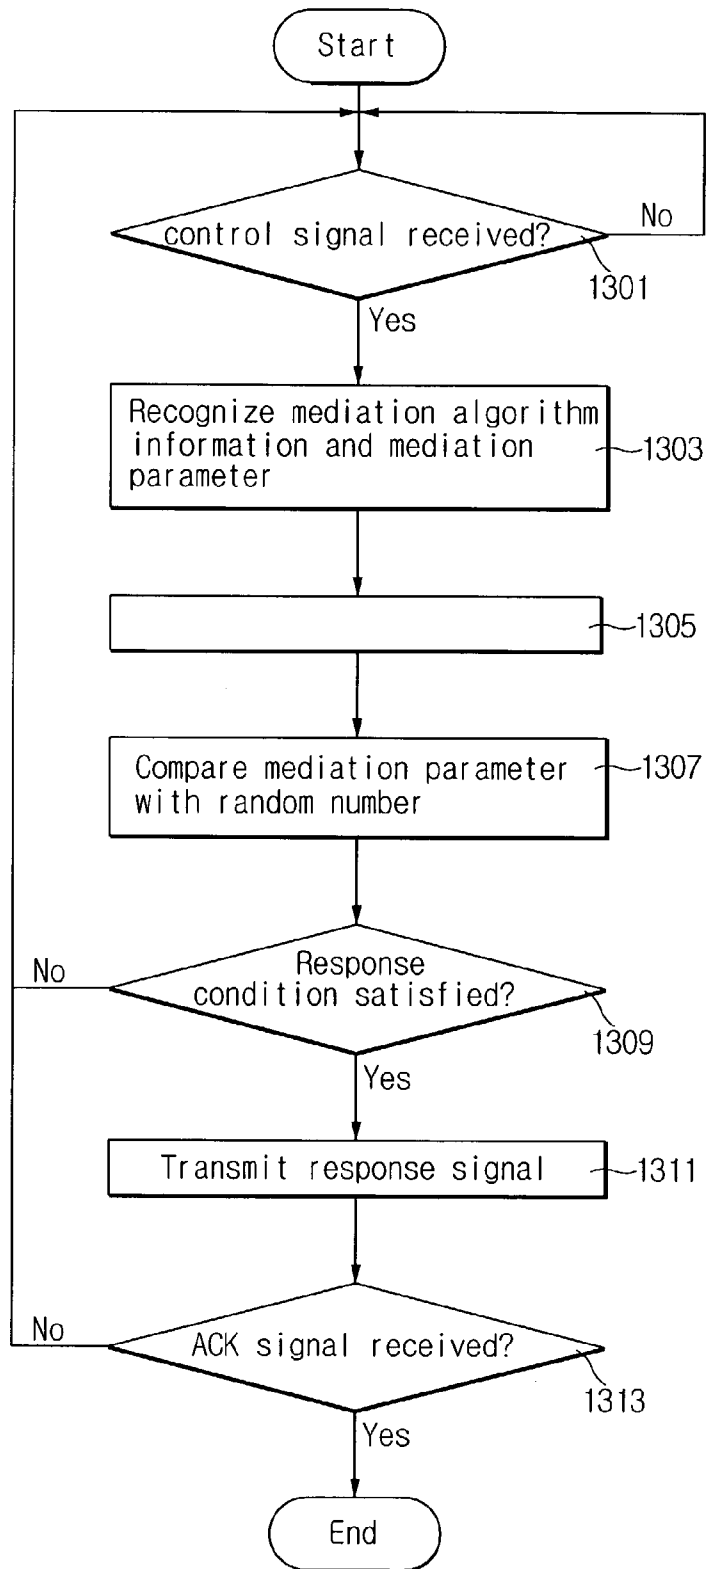 Start
control signal received?
No
1301
Yes
Recognize mediation algorithm
information and mediation
parameter
1303
1305
Compare mediation parameter
with random number
1307
Response
condition satisfied?
No
1309
Yes
Transmit response signal
1311
ACK signal received?
No
1313
Yes
End